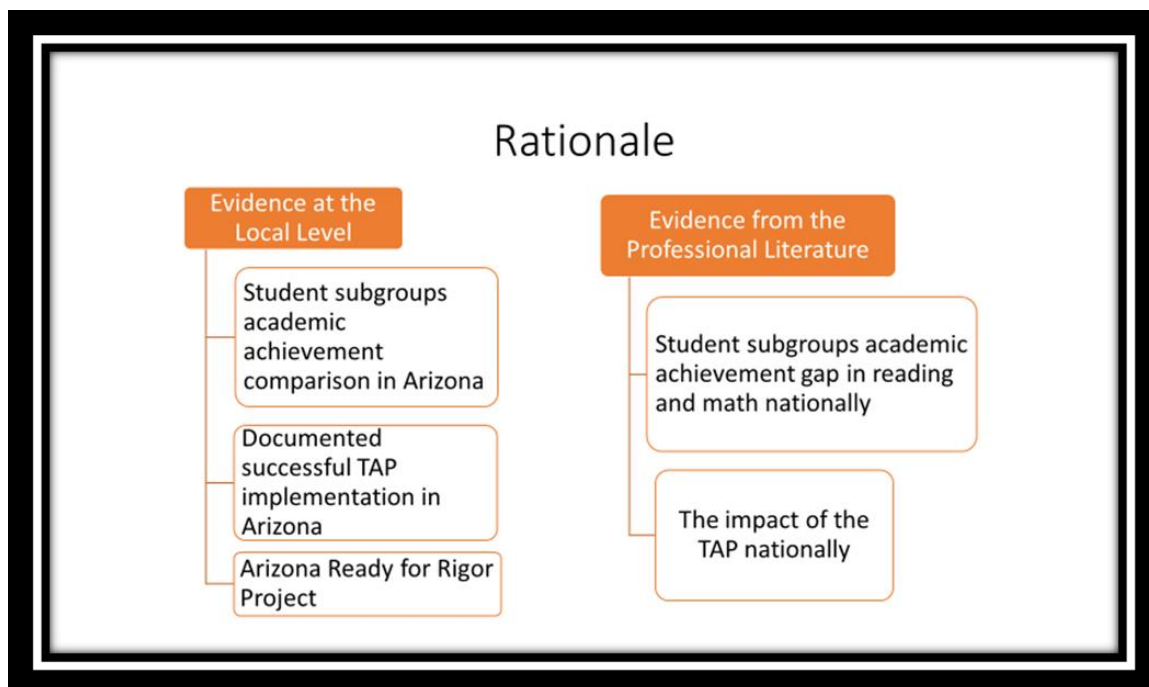 Rationale
Evidence at the
Local Level
Student subgroups
academic
achievement
comparison in Arizona
Documented
successful TAP
implementation in
Arizona
Arizona Ready for Rigor
Project
Evidence from the
Professional Literature
Student subgroups academic
achievement gap in reading
and math nationally
The impact of the
TAP nationally